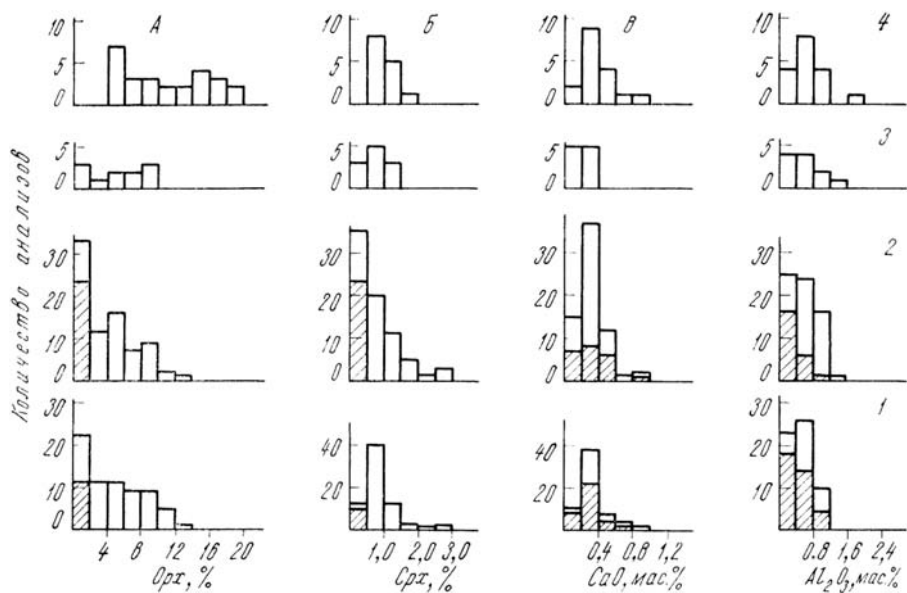 10 А 10 Б 10 В 10 4
5 5 5 5
0 0 0 0
5 5 5 5 3
0 0 0 0
30 30 30 30 2
20 20 20 20
10 10 10 10
0 0 0 0
30 30 1
40 40
20 20
20 20
10 10
0 0
Количество анализов
4 8 12 16 20 1,0 2,0 3,0 0,4 0,8 1,2 0,8 1,6 2,4
Opx, % Cpx, % CaO, мас.% Al₂O₃, мас.%